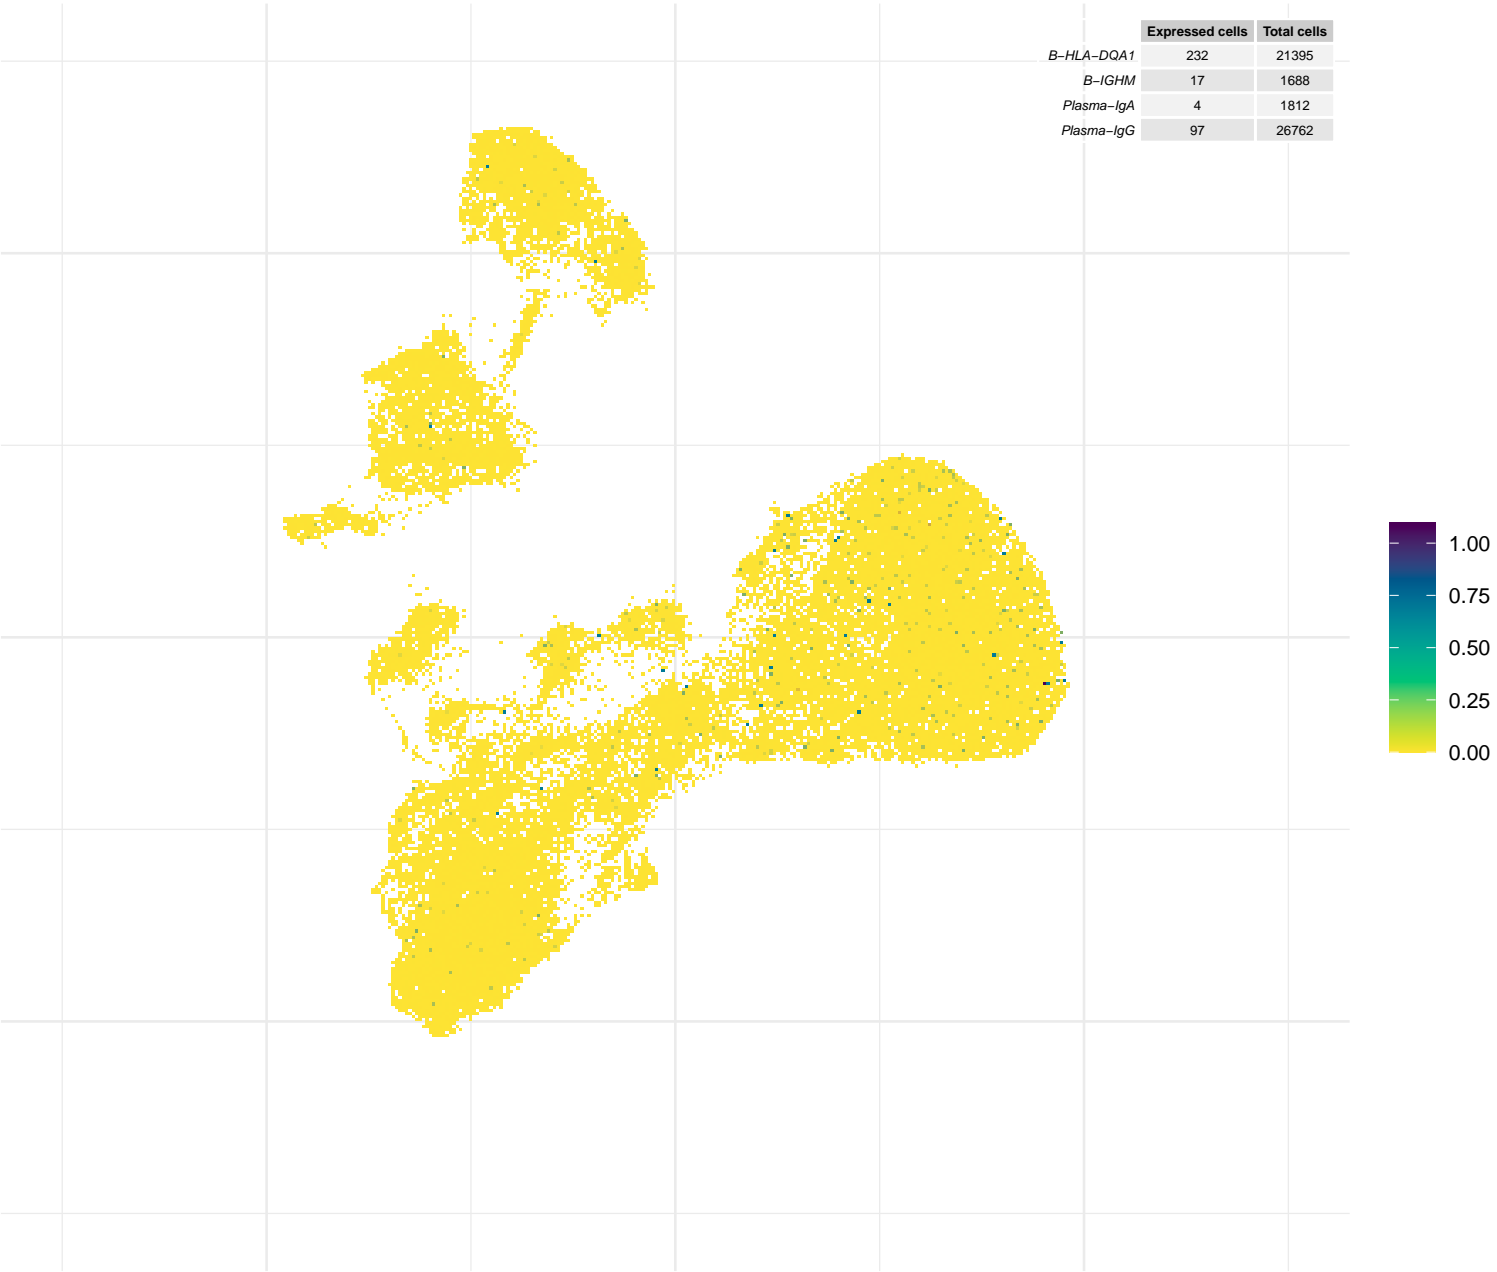 Expressed cells Total cells
B−HLA−DQA1 232 21395
B−IGHM 17 1688
Plasma−IgA 4 1812
Plasma−IgG 97 26762
1.00
0.75
0.50
0.25
0.00